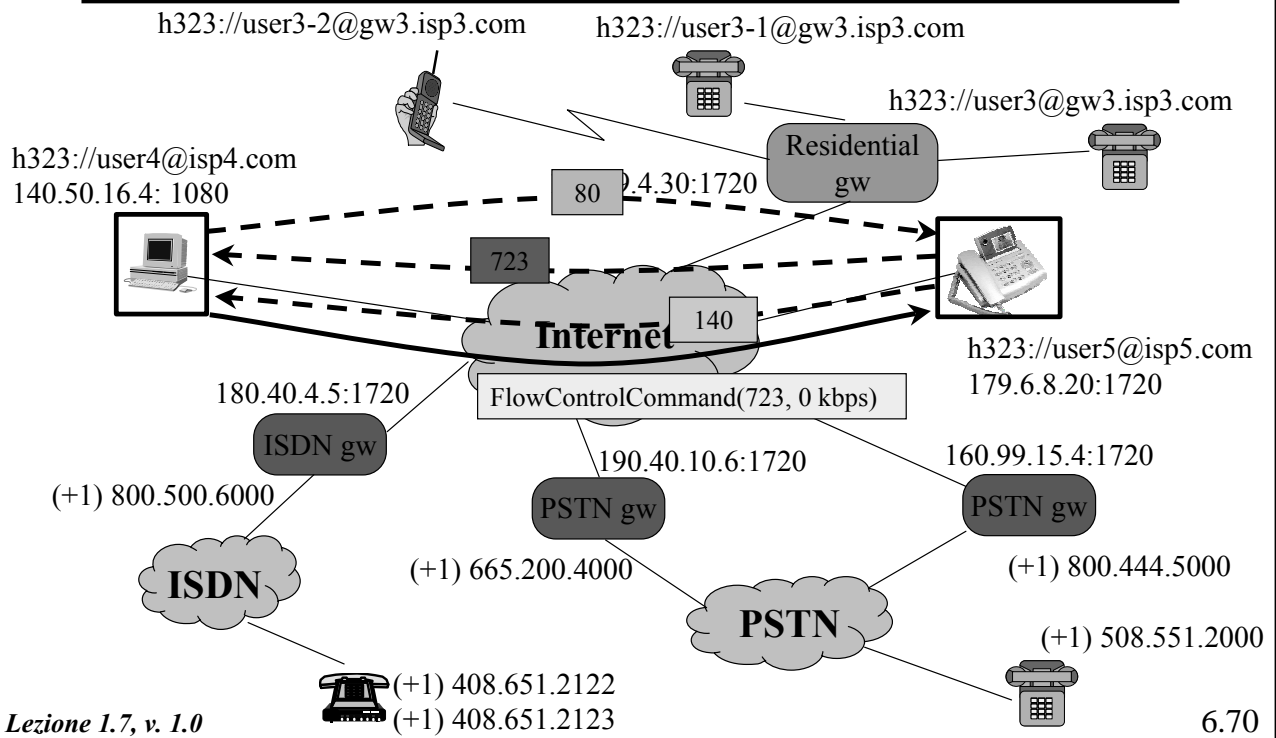 h323://user3-2@gw3.isp3.com
h323://user3-1@gw3.isp3.com
h323://user3@gw3.isp3.com
Residential
gw
h323://user4@isp4.com
140.50.16.4: 1080
80
9.4.30:1720
723
140
Internet
h323://user5@isp5.com
179.6.8.20:1720
180.40.4.5:1720
FlowControlCommand(723, 0 kbps)
ISDN gw
190.40.10.6:1720
160.99.15.4:1720
(+1) 800.500.6000
PSTN gw
PSTN gw
(+1) 665.200.4000
(+1) 800.444.5000
ISDN
PSTN
(+1) 508.551.2000
(+1) 408.651.2122
(+1) 408.651.2123
Lezione 1.7, v. 1.0
6.70